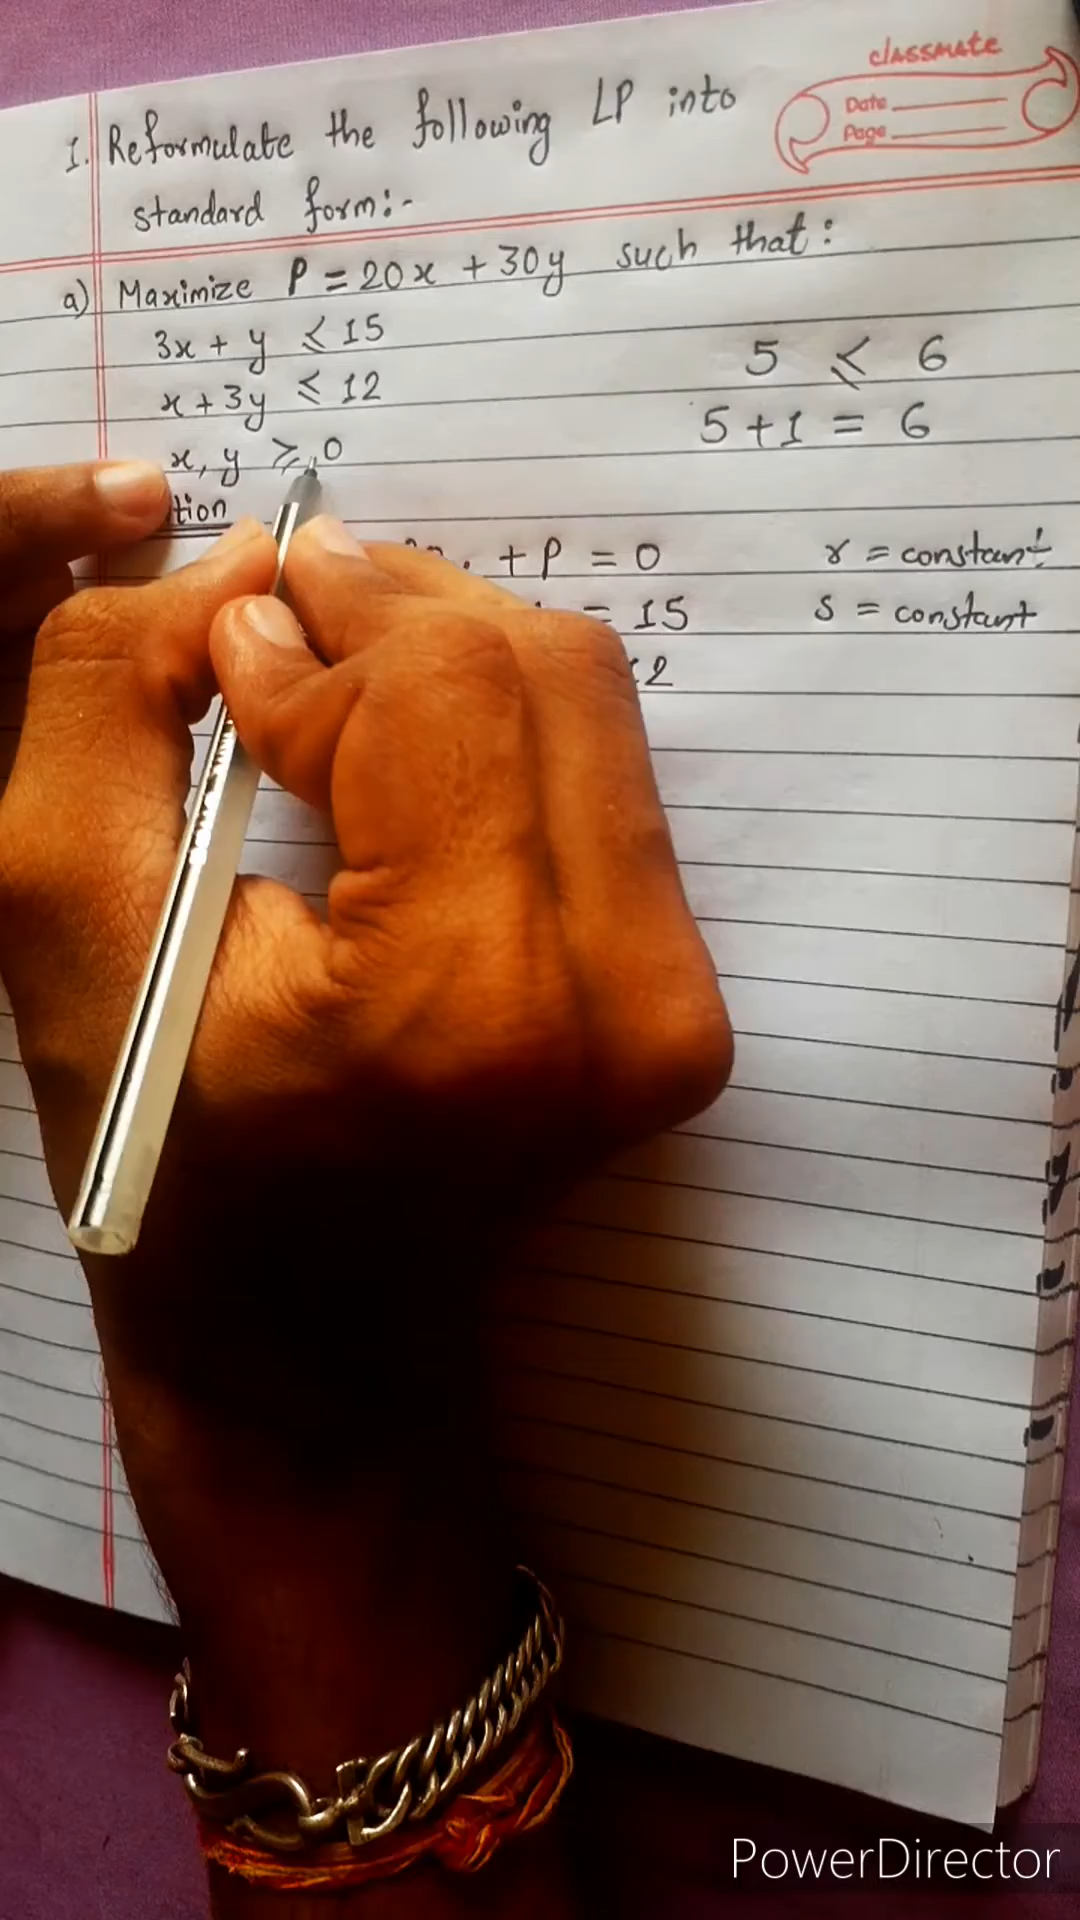 classmate
Date
Page
1. Reformulate the following LP into
standard form:-
a) Maximize P = 20x + 30y such that:
3x + y ≤ 15
x + 3y ≤ 12
x, y ≥ 0
5 ≤ 6
5 + 1 = 6
tion
+ P = 0
= 15
2
r = constant
s = constant
PowerDirector